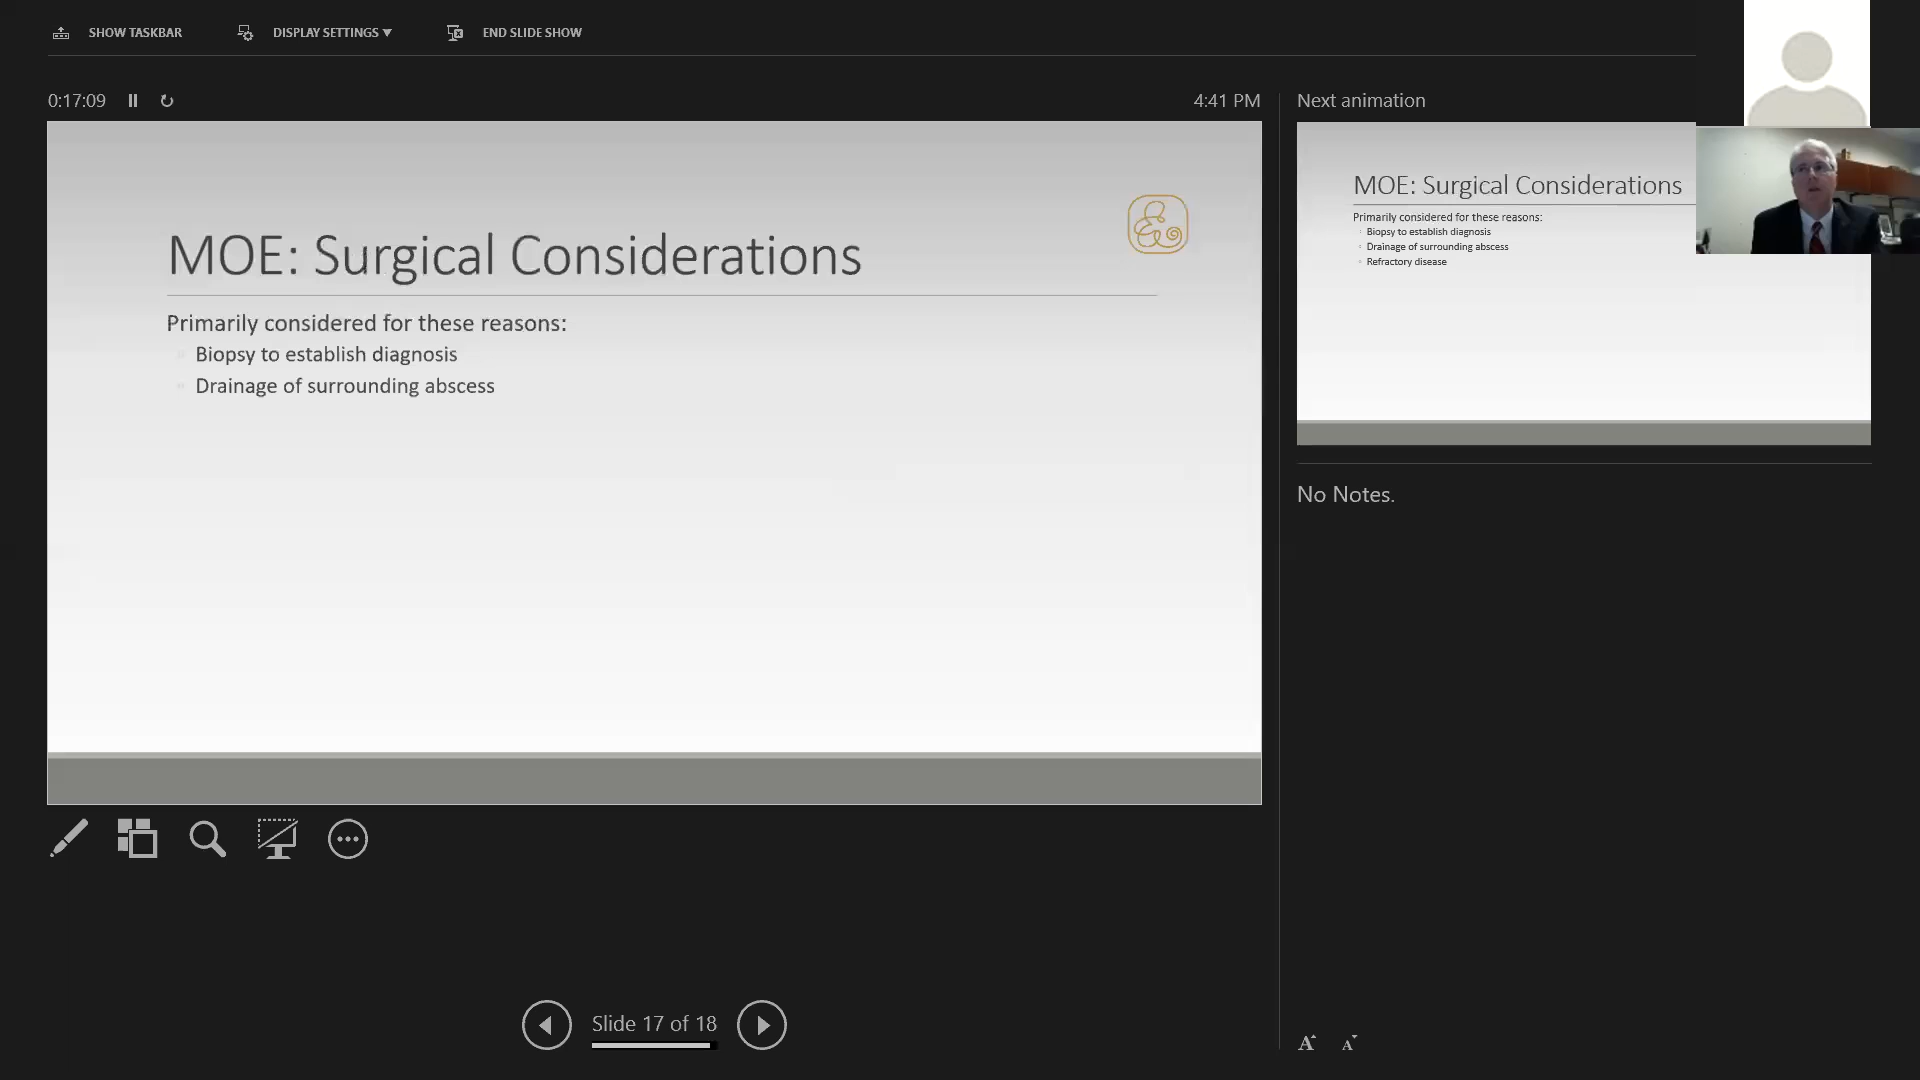 SHOW TASKBAR
DISPLAY SETTINGS ▼
END SLIDE SHOW
0:17:09
4:41 PM
MOE: Surgical Considerations
Primarily considered for these reasons:
Biopsy to establish diagnosis
Drainage of surrounding abscess
Slide 17 of 18
Next animation
MOE: Surgical Considerations
Primarily considered for these reasons:
Biopsy to establish diagnosis
Drainage of surrounding abscess
Refractory disease
No Notes.
A A